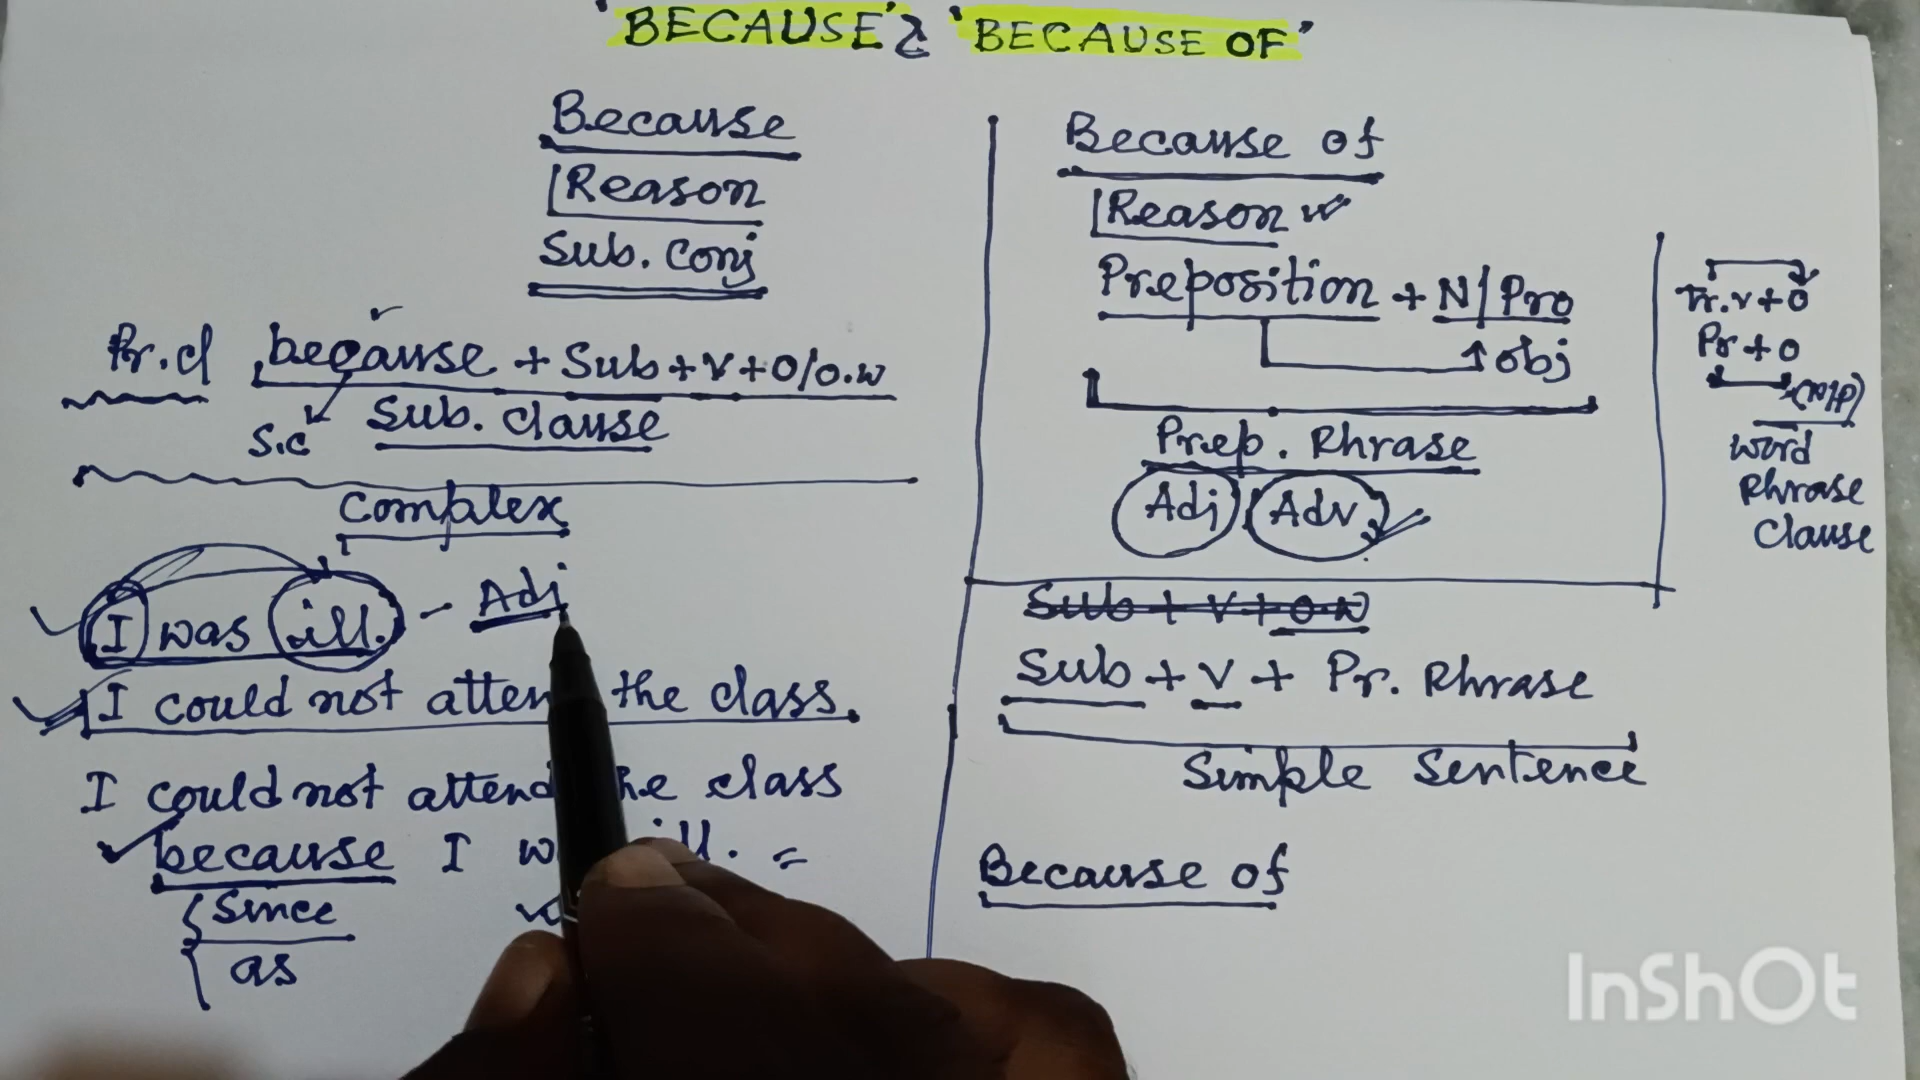 'BECAUSE' & 'BECAUSE OF'
Because
Reason
Sub. Conj
Pr. cl because + Sub + V + O/O.W
S.C Sub. Clause
Complex
I was ill. - Adj
I could not attend the class.
I could not attend the class
because I was ill. =
Since
as
Because of
Reason
Preposition + N/Pro
obj
Prep. Phrase
Adj Adv
Sub + V + O.W
Sub + V + Pr. Phrase
Simple Sentence
Because of
Tr. V + O
Pr + O
(N/P)
word
Phrase
Clause
InShOt